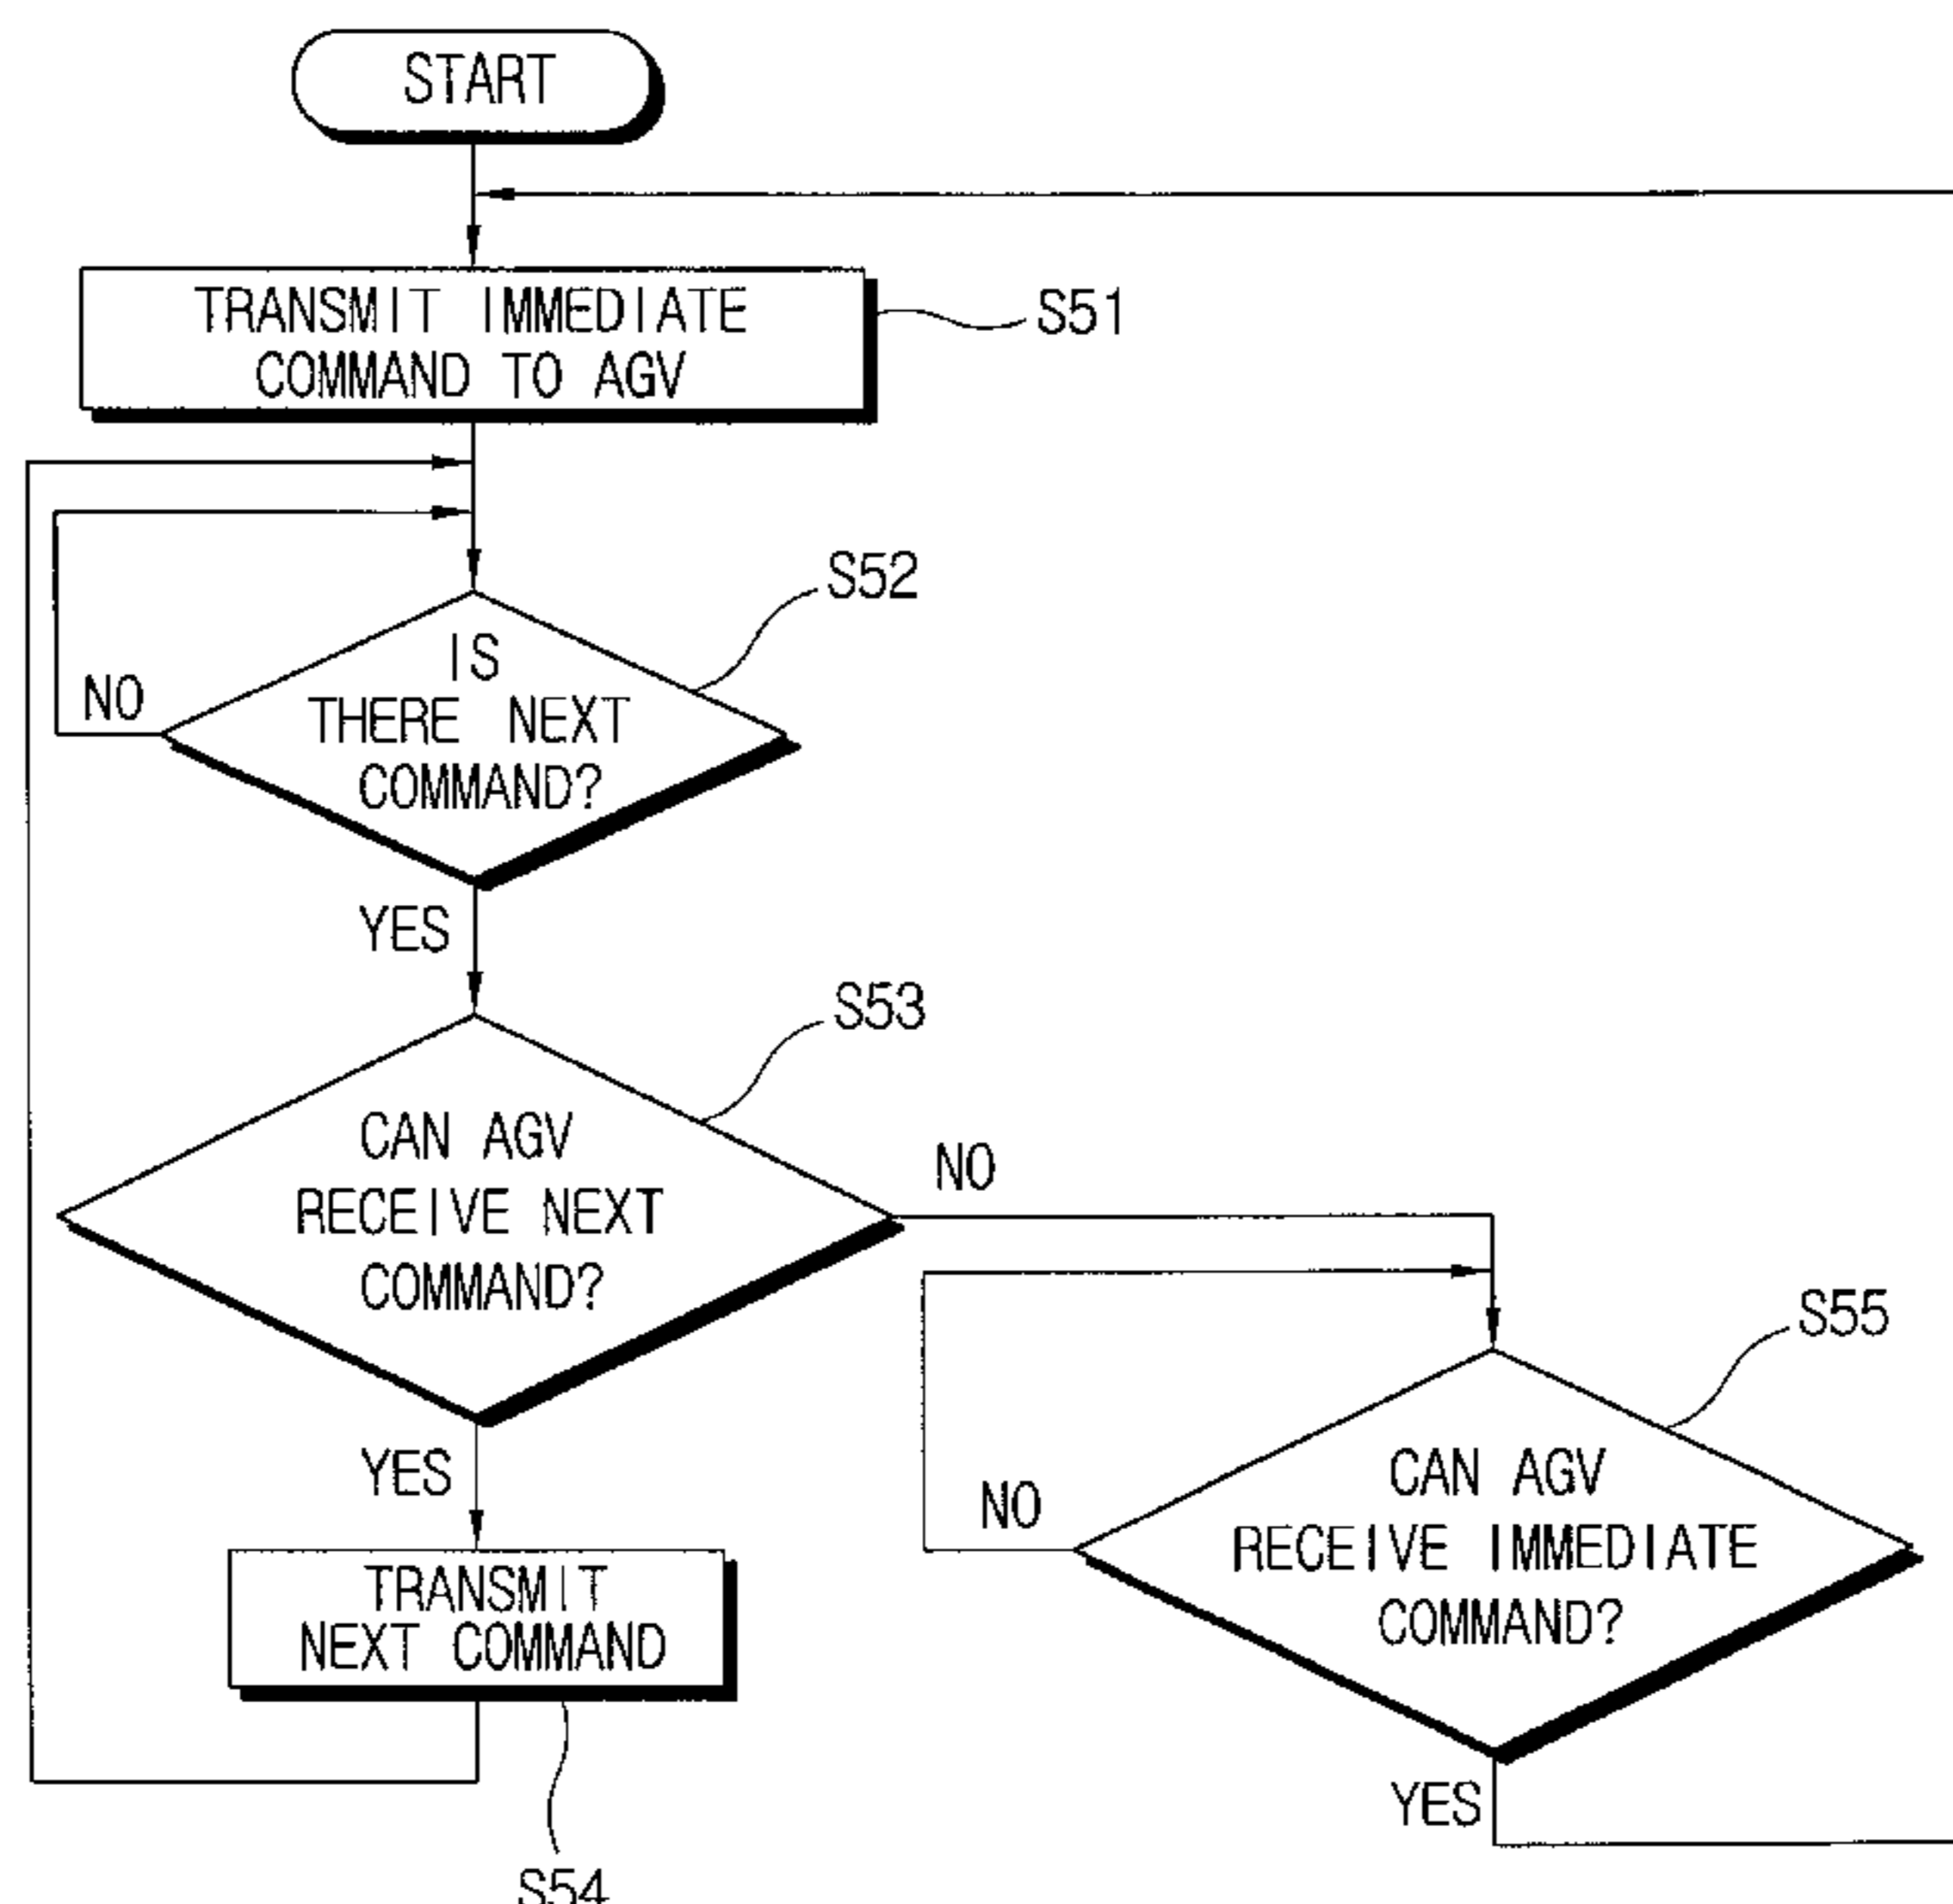 START
TRANSMIT IMMEDIATE
COMMAND TO AGV
S51
S52
IS
THERE NEXT
COMMAND?
NO
YES
S53
CAN AGV
RECEIVE NEXT
COMMAND?
NO
YES
S55
CAN AGV
RECEIVE IMMEDIATE
COMMAND?
NO
YES
TRANSMIT
NEXT COMMAND
S54